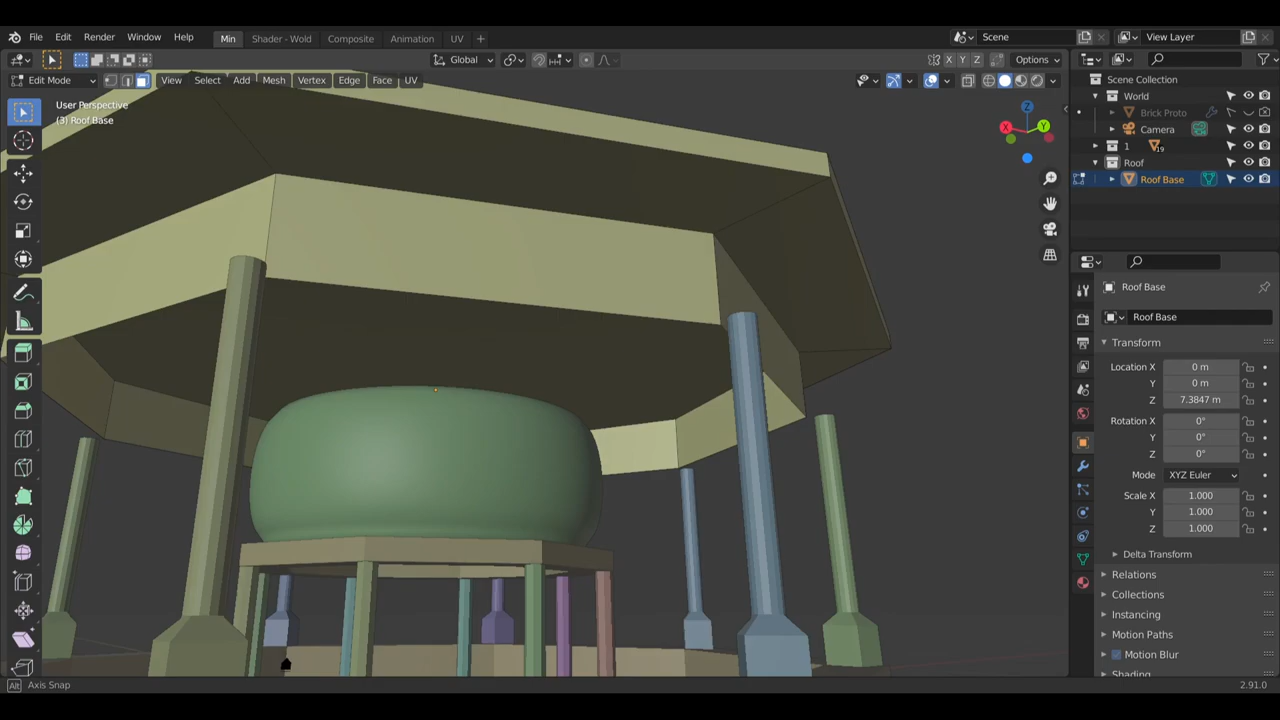 File Edit Render Window Help Min Shader - Wold Composite Animation UV Scene View Layer
Global X Y Z Options
Edit Mode View Select Add Mesh Vertex Edge Face UV
User Perspective
(3) Roof Base
X Y Z
Scene Collection
World
Brick Proto
Camera
1 19
Roof
Roof Base
Roof Base
Roof Base
Transform
Location X 0 m
Y 0 m
Z 7.3847 m
Rotation X 0°
Y 0°
Z 0°
Mode XYZ Euler
Scale X 1.000
Y 1.000
Z 1.000
Delta Transform
Relations
Collections
Instancing
Motion Paths
Motion Blur
Shading
Alt Axis Snap 2.91.0